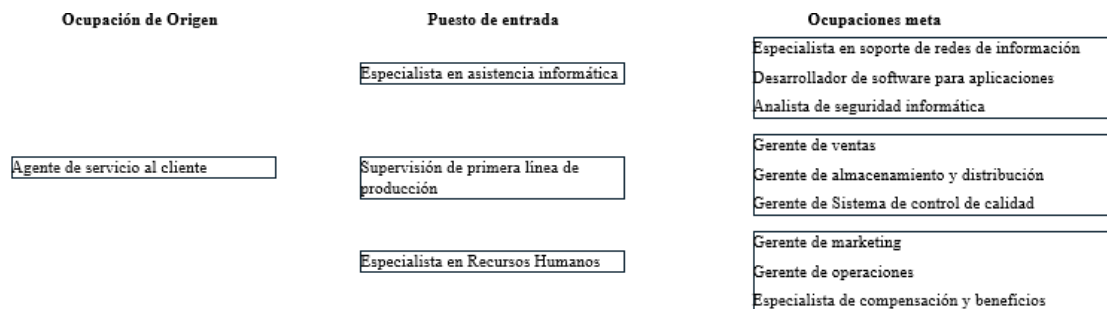 Ocupación de Origen
Puesto de entrada
Ocupaciones meta
Agente de servicio al cliente
Especialista en asistencia informática
Supervisión de primera línea de
producción
Especialista en Recursos Humanos
Especialista en soporte de redes de información
Desarrollador de software para aplicaciones
Analista de seguridad informática
Gerente de ventas
Gerente de almacenamiento y distribución
Gerente de Sistema de control de calidad
Gerente de marketing
Gerente de operaciones
Especialista de compensación y beneficios